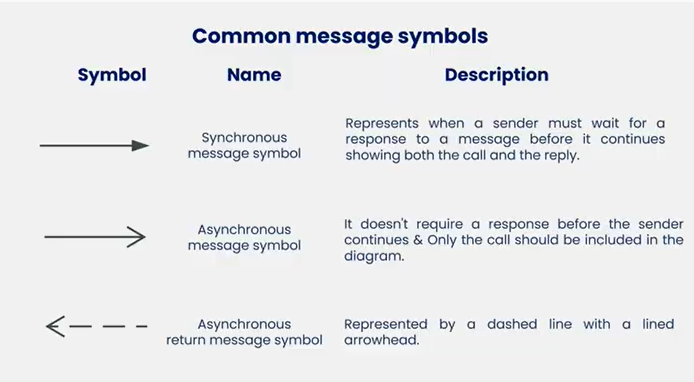 Common message symbols
Symbol Name Description
Synchronous
message symbol
Represents when a sender must wait for a
response to a message before it continues
showing both the call and the reply.
Asynchronous
message symbol
It doesn't require a response before the sender
continues & Only the call should be included in the
diagram.
Asynchronous
return message symbol
Represented by a dashed line with a lined
arrowhead.